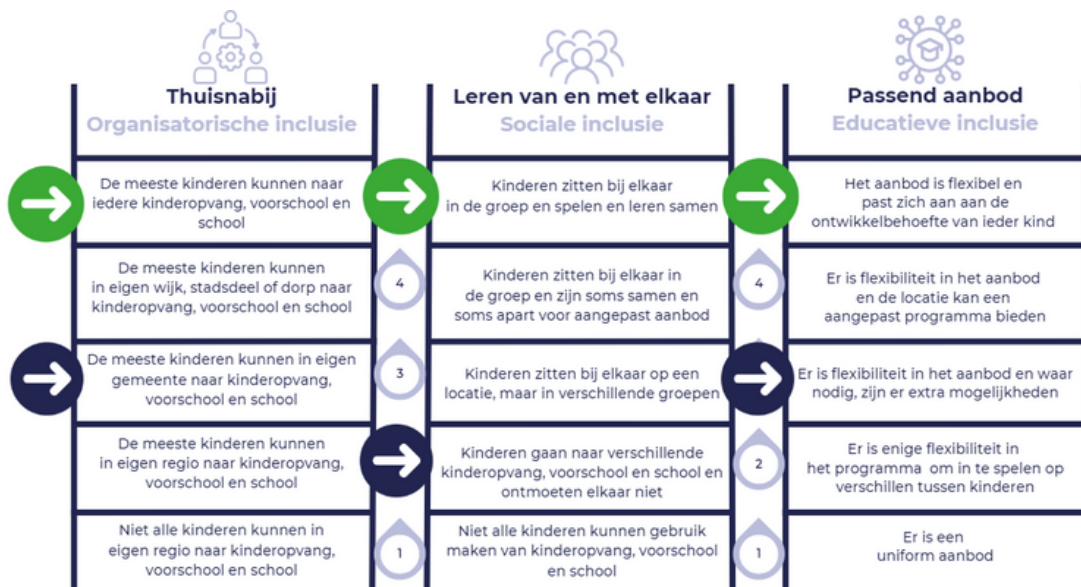 Thuisnabij
Organisatorische inclusie
De meeste kinderen kunnen naar
iedere kinderopvang, voorschool en
school
De meeste kinderen kunnen
in eigen wijk, stadsdeel of dorp naar
kinderopvang, voorschool en school
De meeste kinderen kunnen in eigen
gemeente naar kinderopvang,
voorschool en school
De meeste kinderen kunnen
in eigen regio naar kinderopvang,
voorschool en school
Niet alle kinderen kunnen in
eigen regio naar kinderopvang,
voorschool en school
Leren van en met elkaar
Sociale inclusie
Kinderen zitten bij elkaar
in de groep en spelen en leren samen
4
Kinderen zitten bij elkaar in
de groep en zijn soms samen en
soms apart voor aangepast aanbod
3
Kinderen zitten bij elkaar op een
locatie, maar in verschillende groepen
Kinderen gaan naar verschillende
kinderopvang, voorschool en school en
ontmoeten elkaar niet
1
Niet alle kinderen kunnen gebruik
maken van kinderopvang, voorschool
en school
Passend aanbod
Educatieve inclusie
Het aanbod is flexibel en
past zich aan aan de
ontwikkelbehoefte van ieder kind
4
Er is flexibiliteit in het aanbod
en de locatie kan een
aangepast programma bieden
Er is flexibiliteit in het aanbod en waar
nodig, zijn er extra mogelijkheden
2
Er is enige flexibiliteit in
het programma om in te spelen op
verschillen tussen kinderen
1
Er is een
uniform aanbod